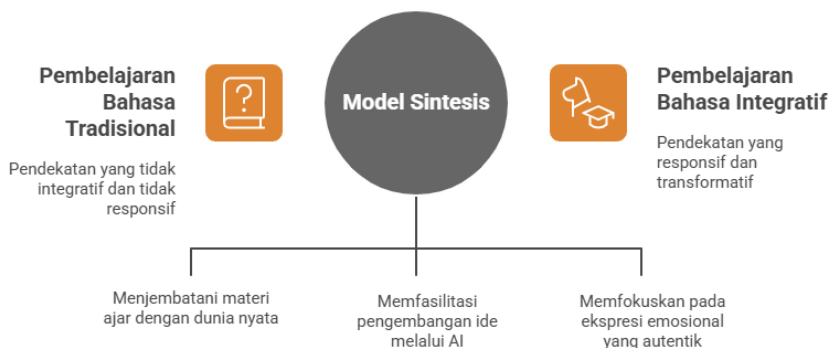 Pembelajaran
Bahasa
Tradisional
Pendekatan yang tidak
integratif dan tidak
responsif
?
Model Sintesis
Pembelajaran
Bahasa Integratif
Pendekatan yang
responsif dan
transformatif
Menjembatani materi
ajar dengan dunia nyata
Memfasilitasi
pengembangan ide
melalui AI
Memfokuskan pada
ekspresi emosional
yang autentik